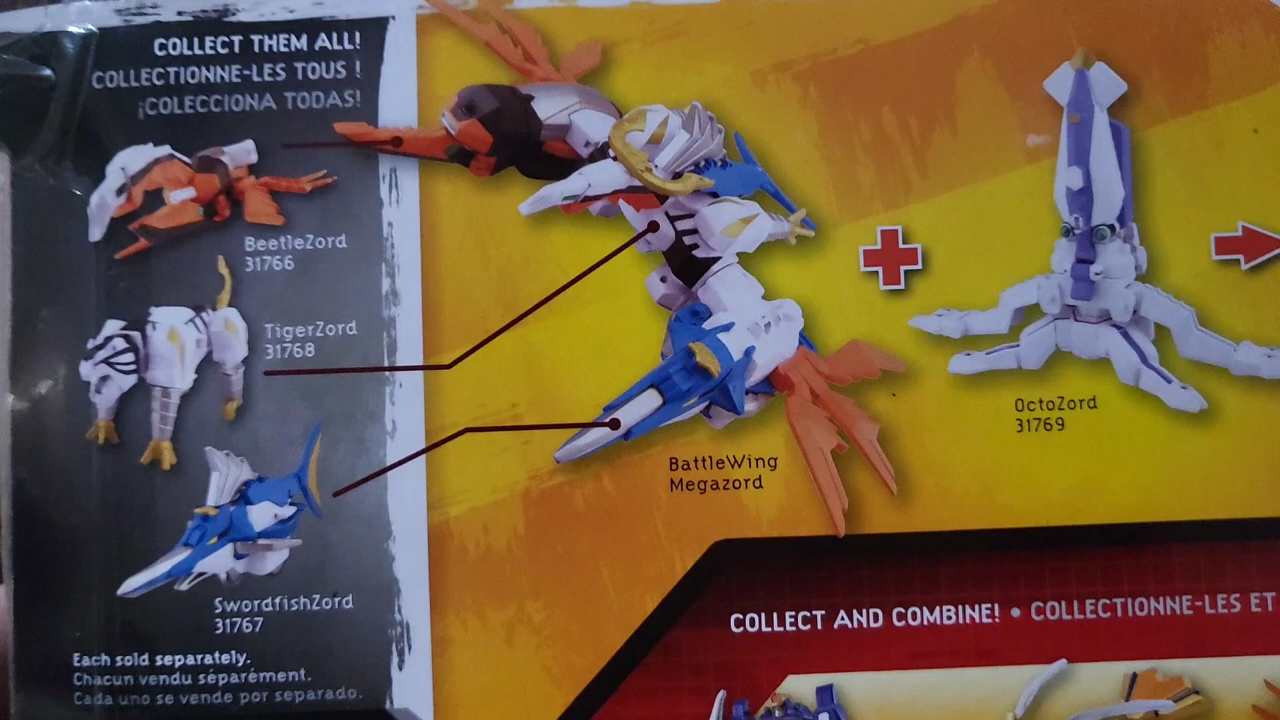 COLLECT THEM ALL!
COLLECTIONNE-LES TOUS !
¡COLECCIONA TODAS!
BeetleZord
31766
TigerZord
31768
SwordfishZord
31767
Each sold separately.
Chacun vendu séparément.
Cada uno se vende por separado.
BattleWing
Megazord
OctoZord
31769
COLLECT AND COMBINE! • COLLECTIONNE-LES ET